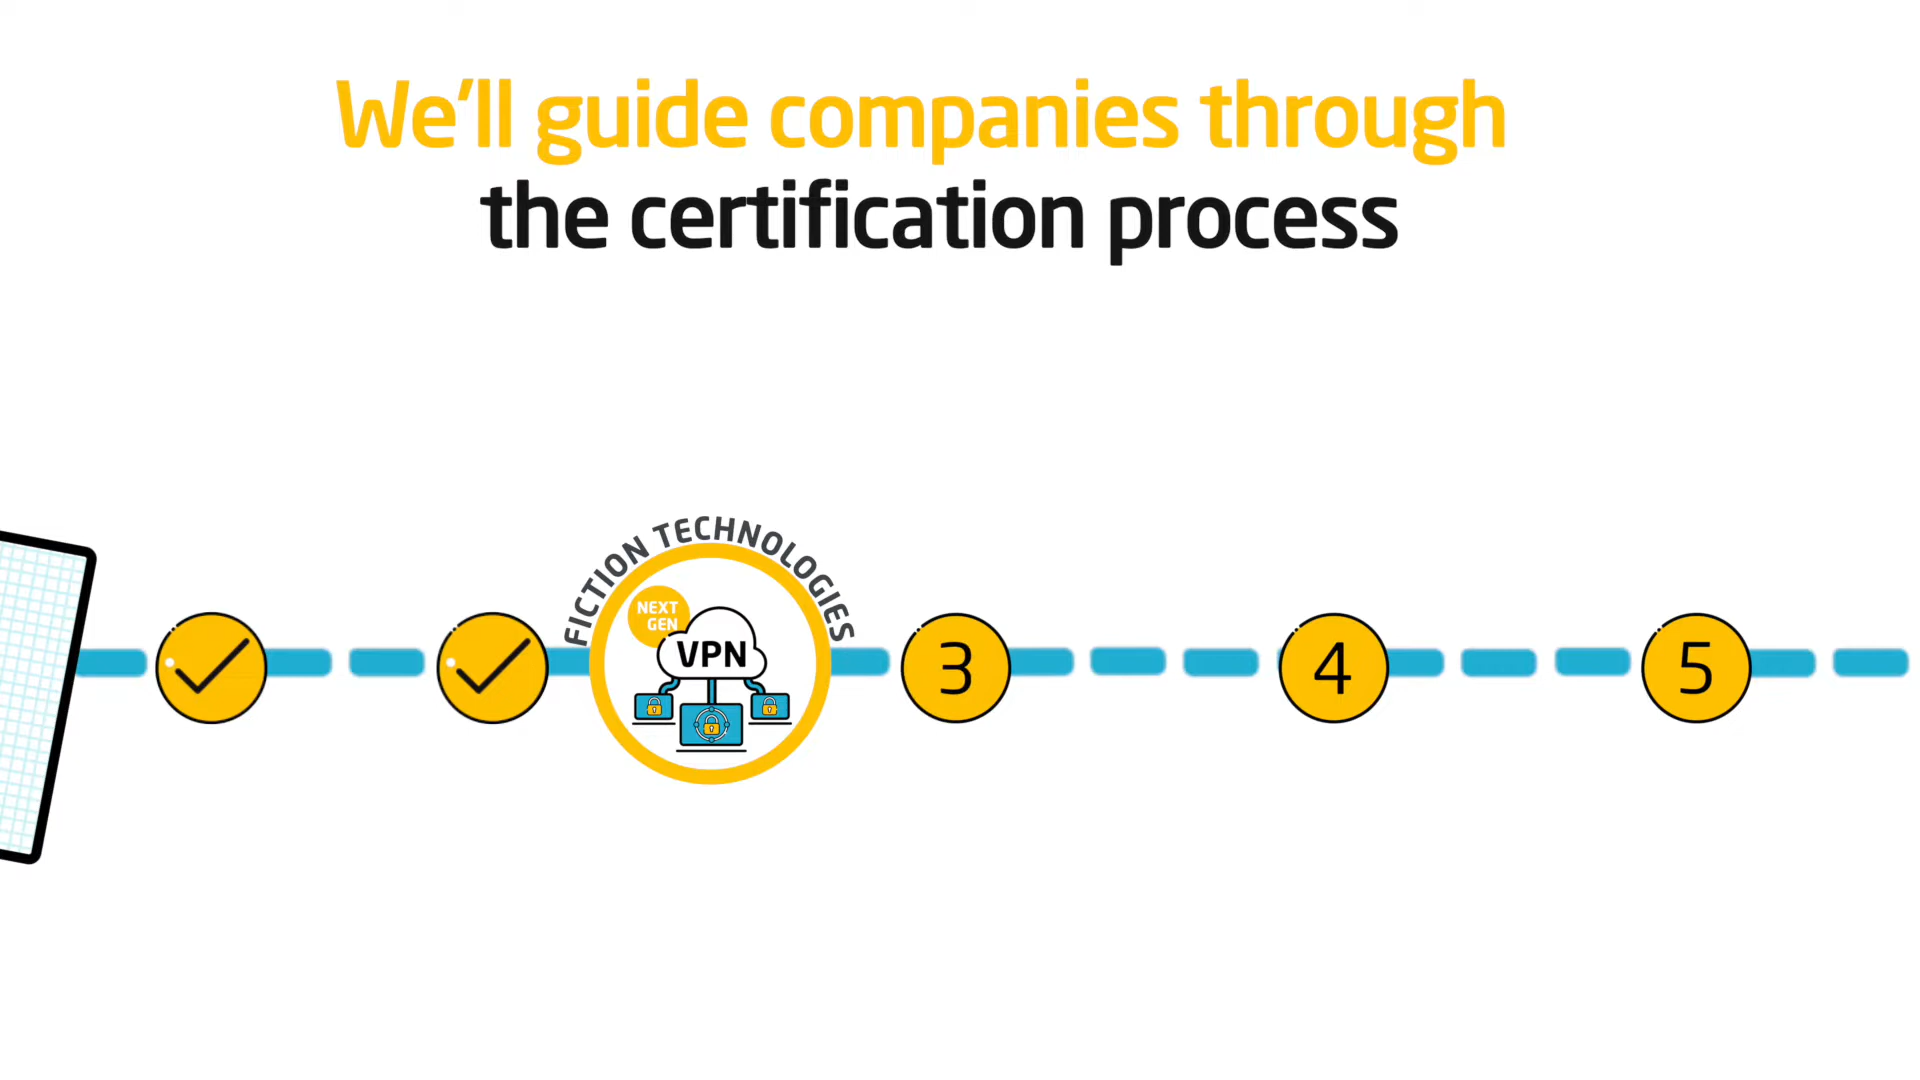 We'll guide companies through
the certification process
FICTION TECHNOLOGIES
NEXT
GEN
VPN
3
4
5